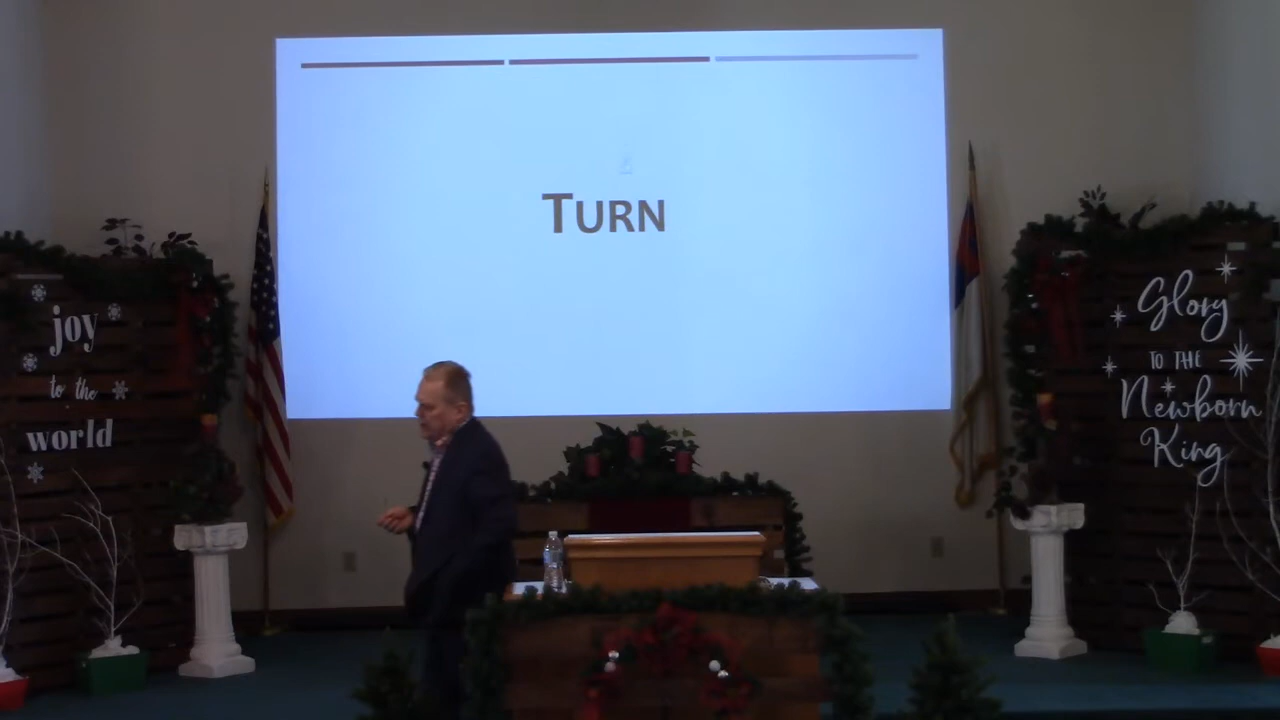 TURN
joy
to the
world
Glory
TO THE
Newborn
King